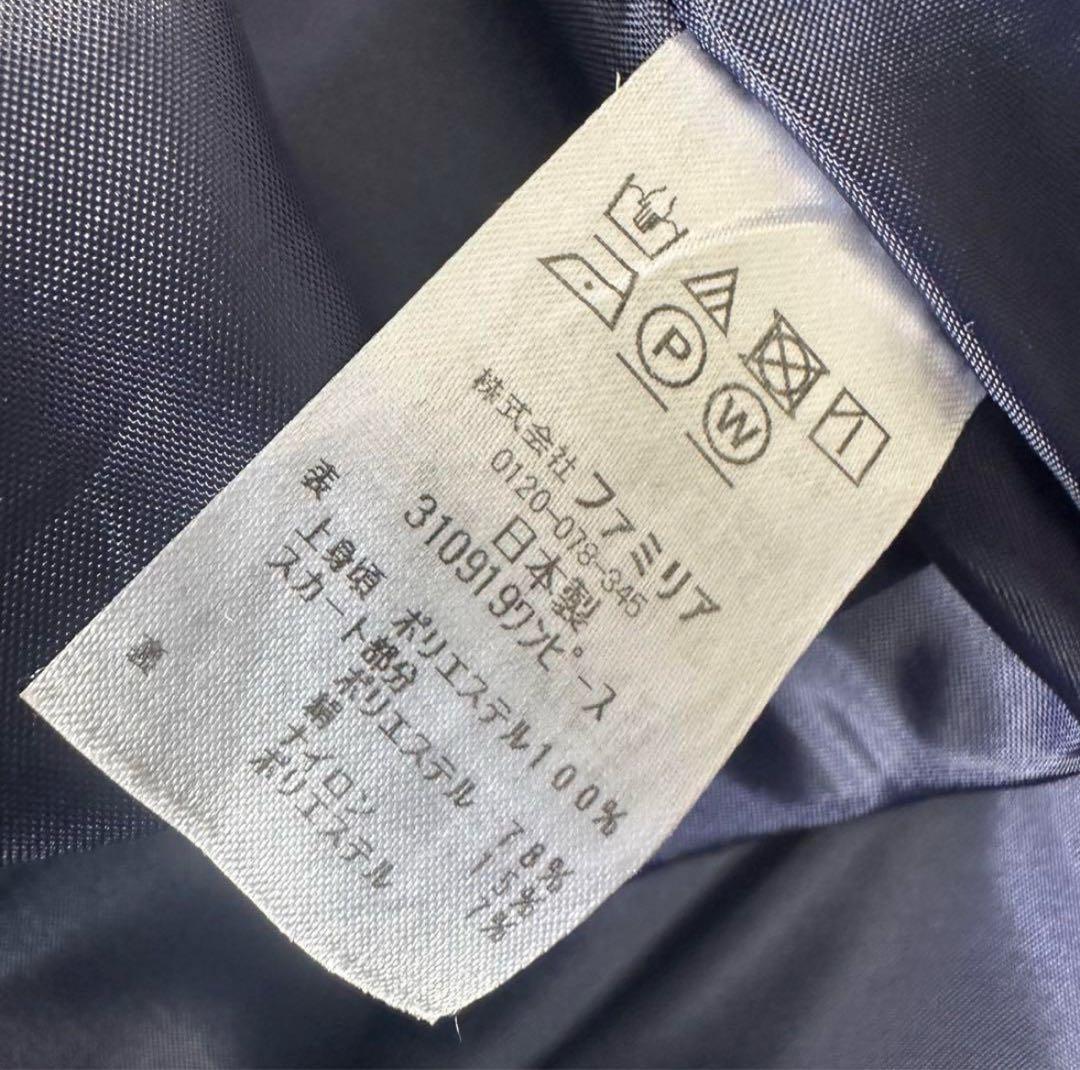 P
W
株式会社 ファミリア
0120-078-345
日本製
310919ワンピース
表
上身頃 ポリエステル100%
スカート部分
ポリエステル 78%
絹 15%
ナイロン 7%
ポリエステル